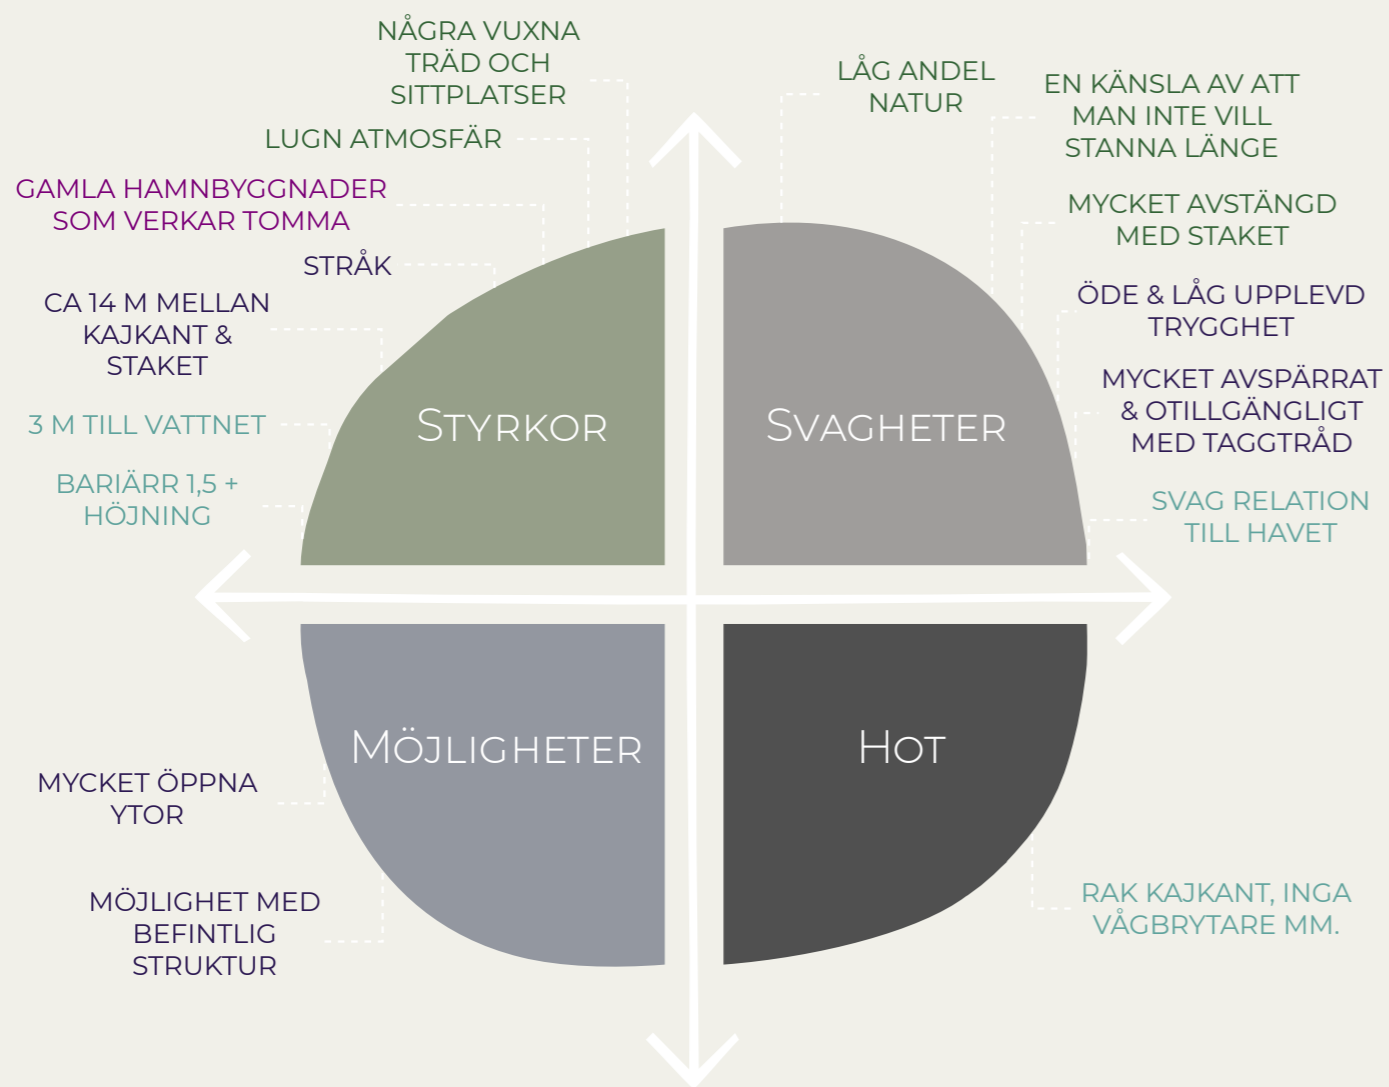 NÅGRA VUXNA
TRÄD OCH
SITTPLATSER
LUGN ATMOSFÄR
GAMLA HAMNBYGGNADER
SOM VERKAR TOMMA
STRÅK
CA 14 M MELLAN
KAJKANT &
STAKET
3 M TILL VATTNET
BARIÄRR 1,5 +
HÖJNING
STYRKOR
LÅG ANDEL
NATUR
EN KÄNSLA AV ATT
MAN INTE VILL
STANNA LÄNGE
MYCKET AVSTÄNGD
MED STAKET
ÖDE & LÅG UPPLEVD
TRYGGHET
MYCKET AVSPÄRRAT
& OTILLGÄNGLIGT
MED TAGGTRÅD
SVAG RELATION
TILL HAVET
SVAGHETER
MÖJLIGHETER
MYCKET ÖPPNA
YTOR
MÖJLIGHET MED
BEFINTLIG
STRUKTUR
HOT
RAK KAJKANT, INGA
VÅGBRYTARE MM.